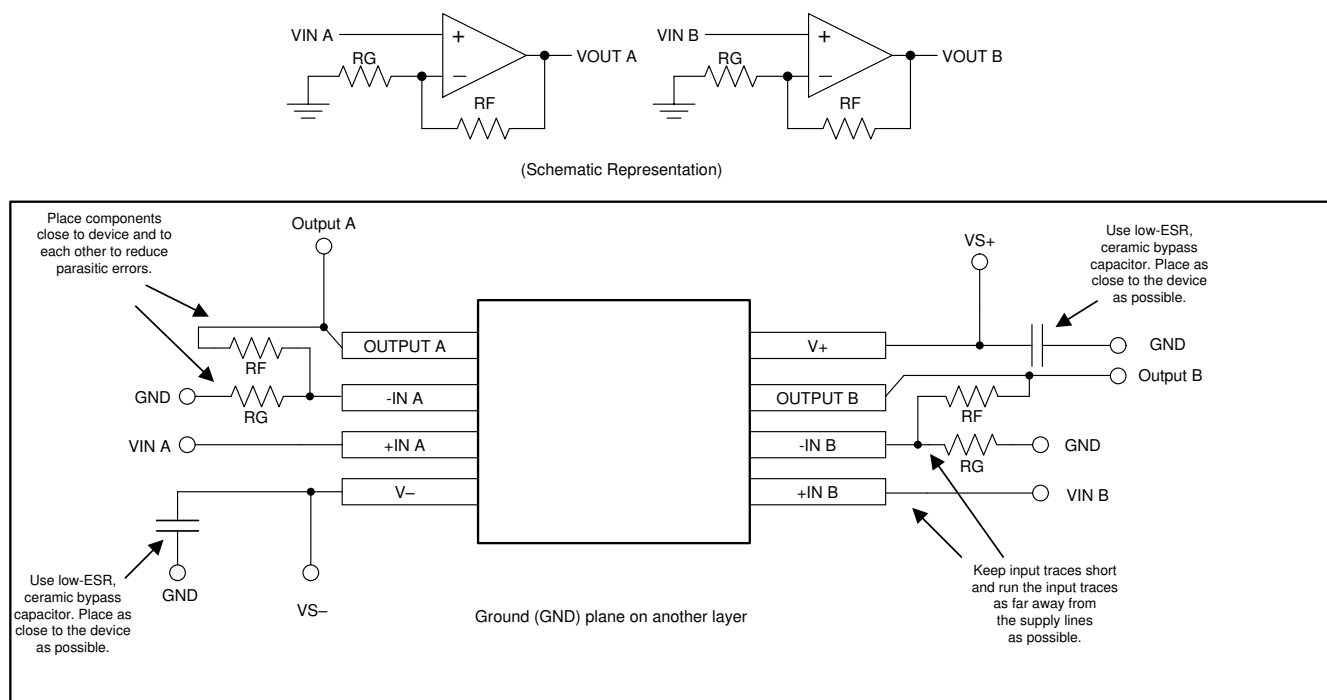 VIN A
RG
+
−
VOUT A
RF
VIN B
RG
+
−
VOUT B
RF
(Schematic Representation)
Place components
close to device and to
each other to reduce
parasitic errors.
Output A
VS+
Use low-ESR,
ceramic bypass
capacitor. Place as
close to the device
as possible.
OUTPUT A
V+
GND
RF
Output B
GND
RG
-IN A
OUTPUT B
RF
VIN A
+IN A
-IN B
RG
GND
V–
+IN B
VIN B
Use low-ESR,
ceramic bypass
capacitor. Place as
close to the device
as possible.
GND
VS–
Ground (GND) plane on another layer
Keep input traces short
and run the input traces
as far away from
the supply lines
as possible.